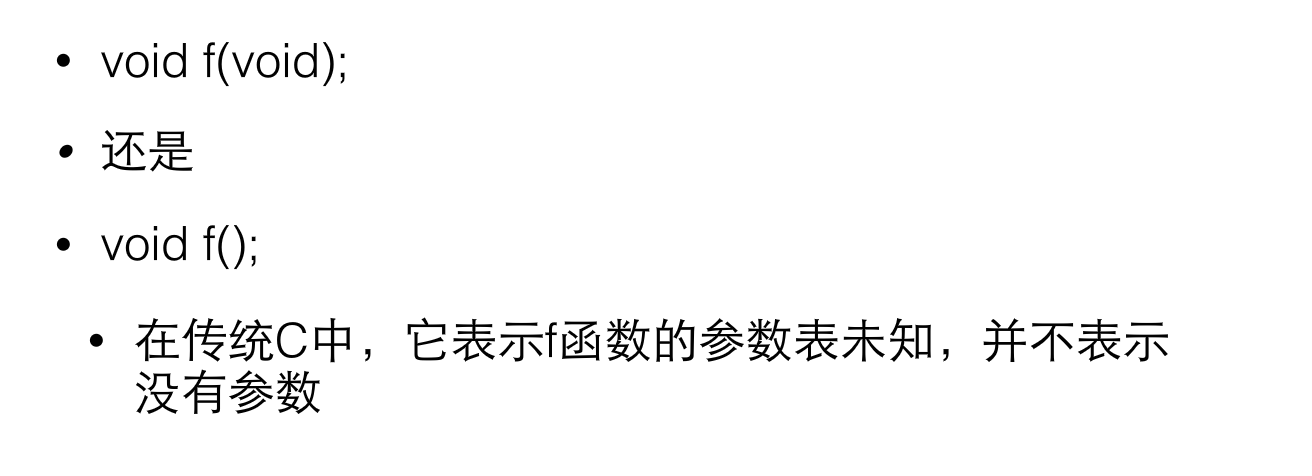 • void f(void);
• 还是
• void f();
• 在传统C中，它表示f函数的参数表未知，并不表示
没有参数